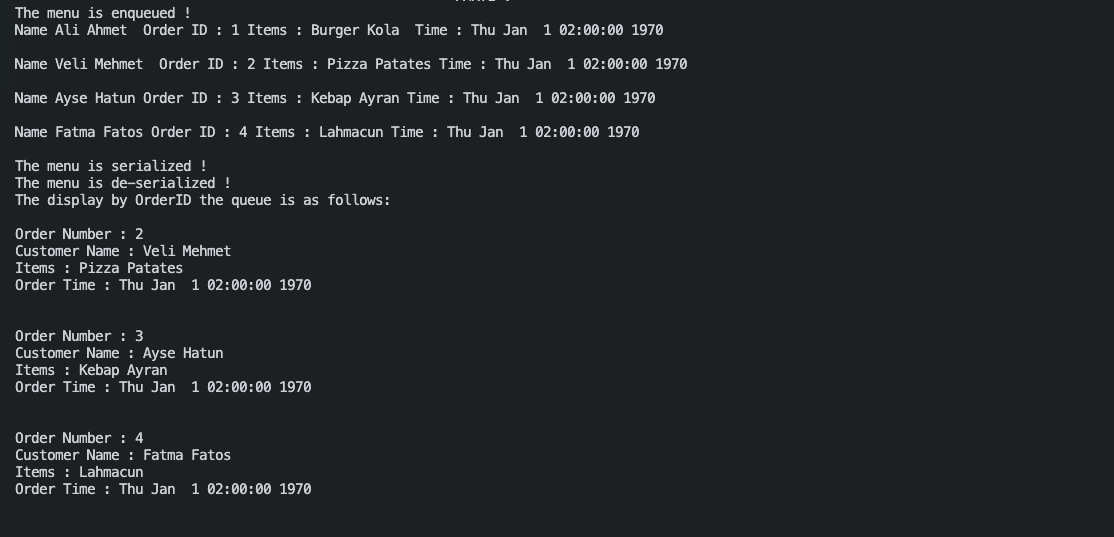 The menu is enqueued !
Name Ali Ahmet  Order ID : 1 Items : Burger Kola  Time : Thu Jan  1 02:00:00 1970
Name Veli Mehmet  Order ID : 2 Items : Pizza Patates Time : Thu Jan  1 02:00:00 1970
Name Ayse Hatun Order ID : 3 Items : Kebap Ayran Time : Thu Jan  1 02:00:00 1970
Name Fatma Fatos Order ID : 4 Items : Lahmacun Time : Thu Jan  1 02:00:00 1970
The menu is serialized !
The menu is de-serialized !
The display by OrderID the queue is as follows:
Order Number : 2
Customer Name : Veli Mehmet
Items : Pizza Patates
Order Time : Thu Jan  1 02:00:00 1970
Order Number : 3
Customer Name : Ayse Hatun
Items : Kebap Ayran
Order Time : Thu Jan  1 02:00:00 1970
Order Number : 4
Customer Name : Fatma Fatos
Items : Lahmacun
Order Time : Thu Jan  1 02:00:00 1970